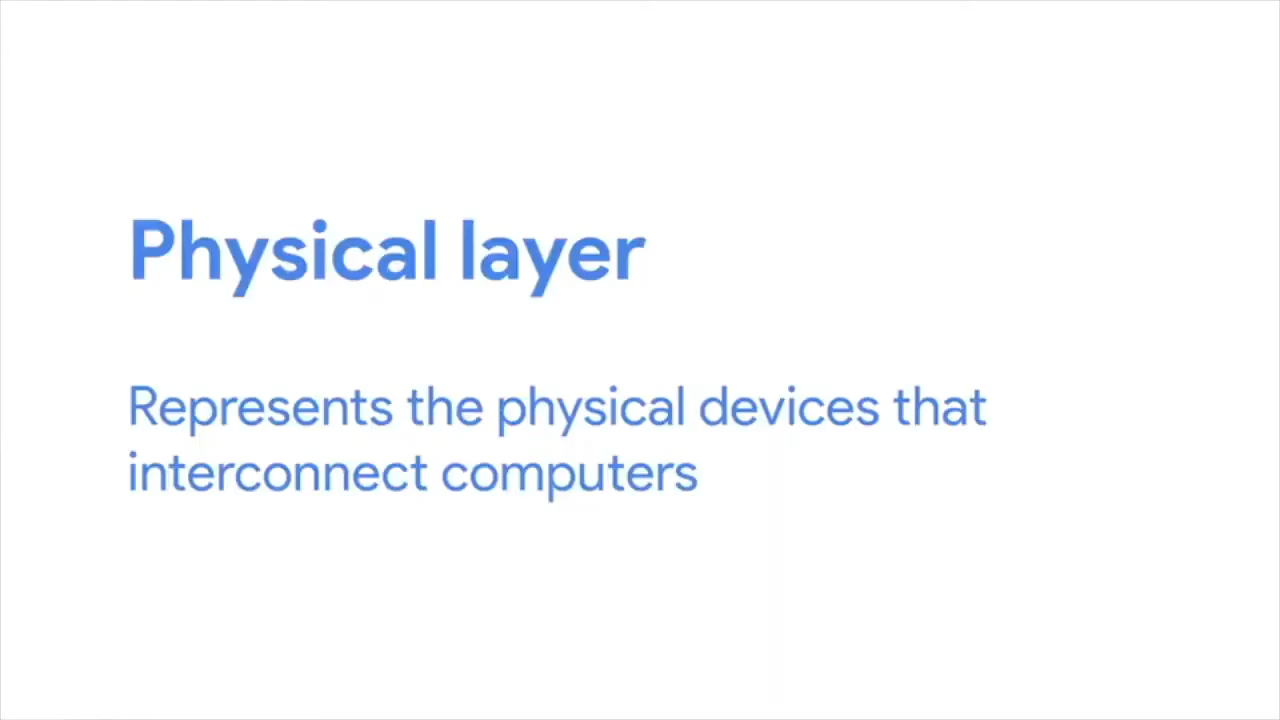 Physical layer
Represents the physical devices that
interconnect computers